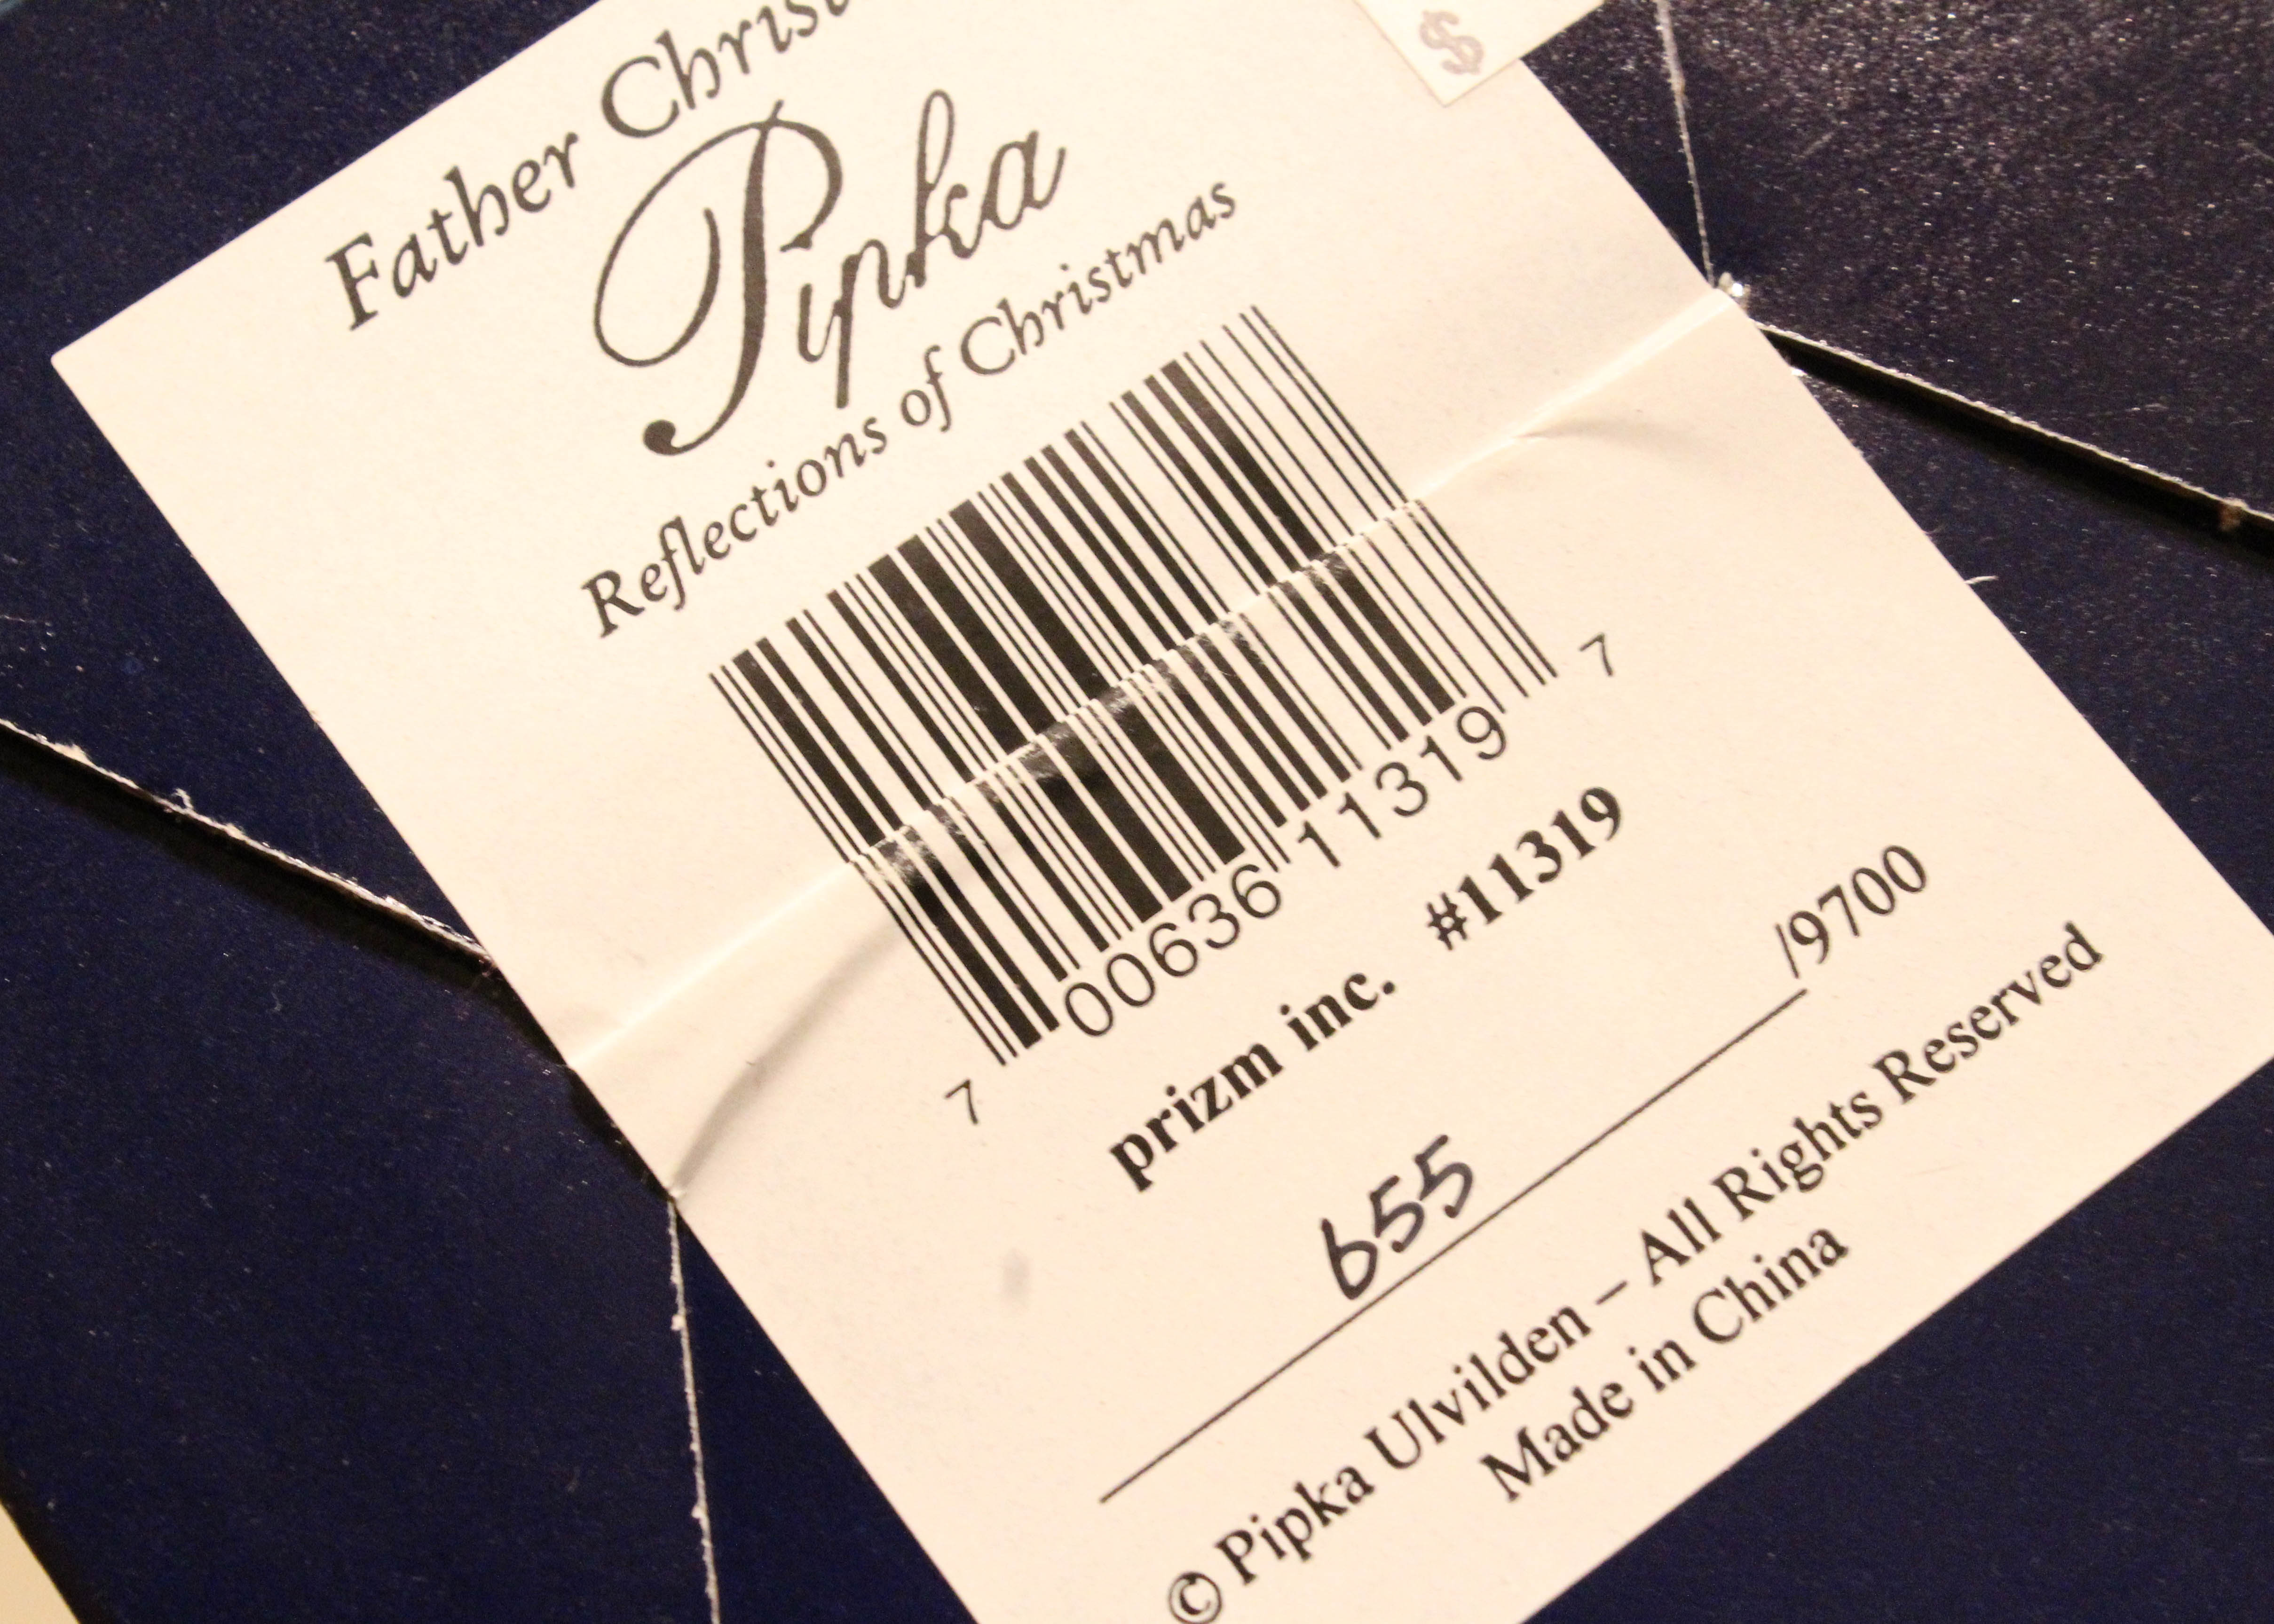 $
Father Christ
Pipka
Reflections of Christmas
7 00636 11319 7
prizm inc. #11319
655 /9700
© Pipka Ulvilden – All Rights Reserved
Made in China